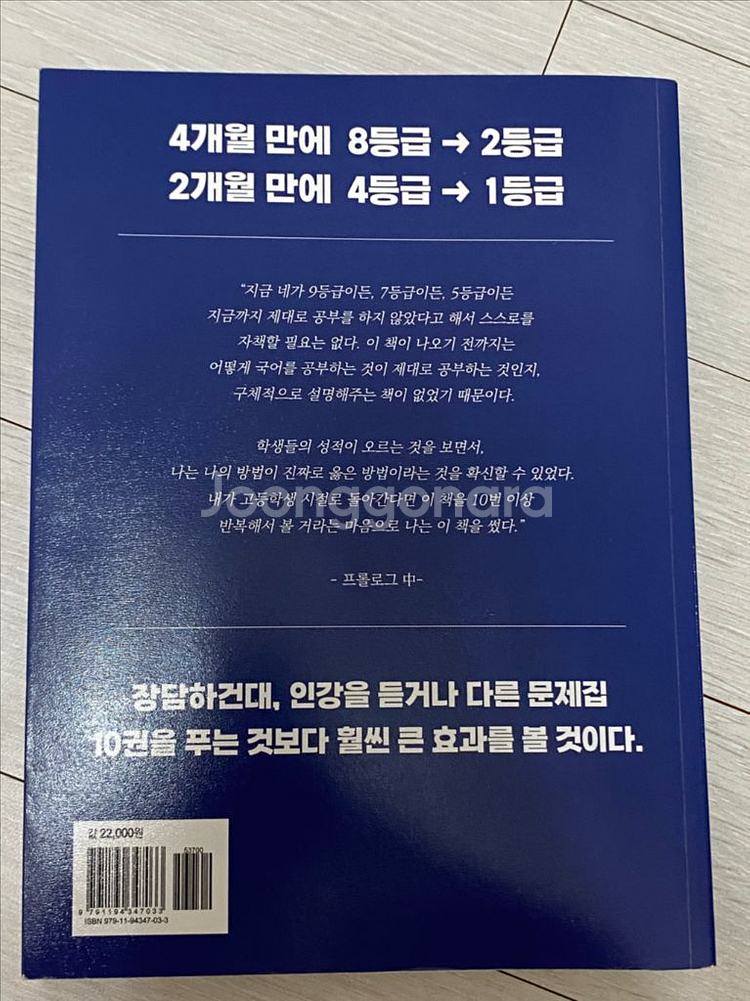 4개월 만에 8등급 → 2등급
2개월 만에 4등급 → 1등급
“지금 네가 9등급이든, 7등급이든, 5등급이든
지금까지 제대로 공부를 하지 않았다고 해서 스스로를
자책할 필요는 없다. 이 책이 나오기 전까지는
어떻게 국어를 공부하는 것이 제대로 공부하는 것인지,
구체적으로 설명해주는 책이 없었기 때문이다.
학생들의 성적이 오르는 것을 보면서,
나는 나의 방법이 진짜로 옳은 방법이라는 것을 확신할 수 있었다.
내가 고등학생 시절로 돌아간다면 이 책을 10번 이상
반복해서 볼 거라는 마음으로 나는 이 책을 썼다.”
Joonggonara
- 프롤로그 中-
장담하건대, 인강을 듣거나 다른 문제집
10권을 푸는 것보다 훨씬 큰 효과를 볼 것이다.
값 22,000원
53700
9 791194 347033
ISBN 979-11-94347-03-3